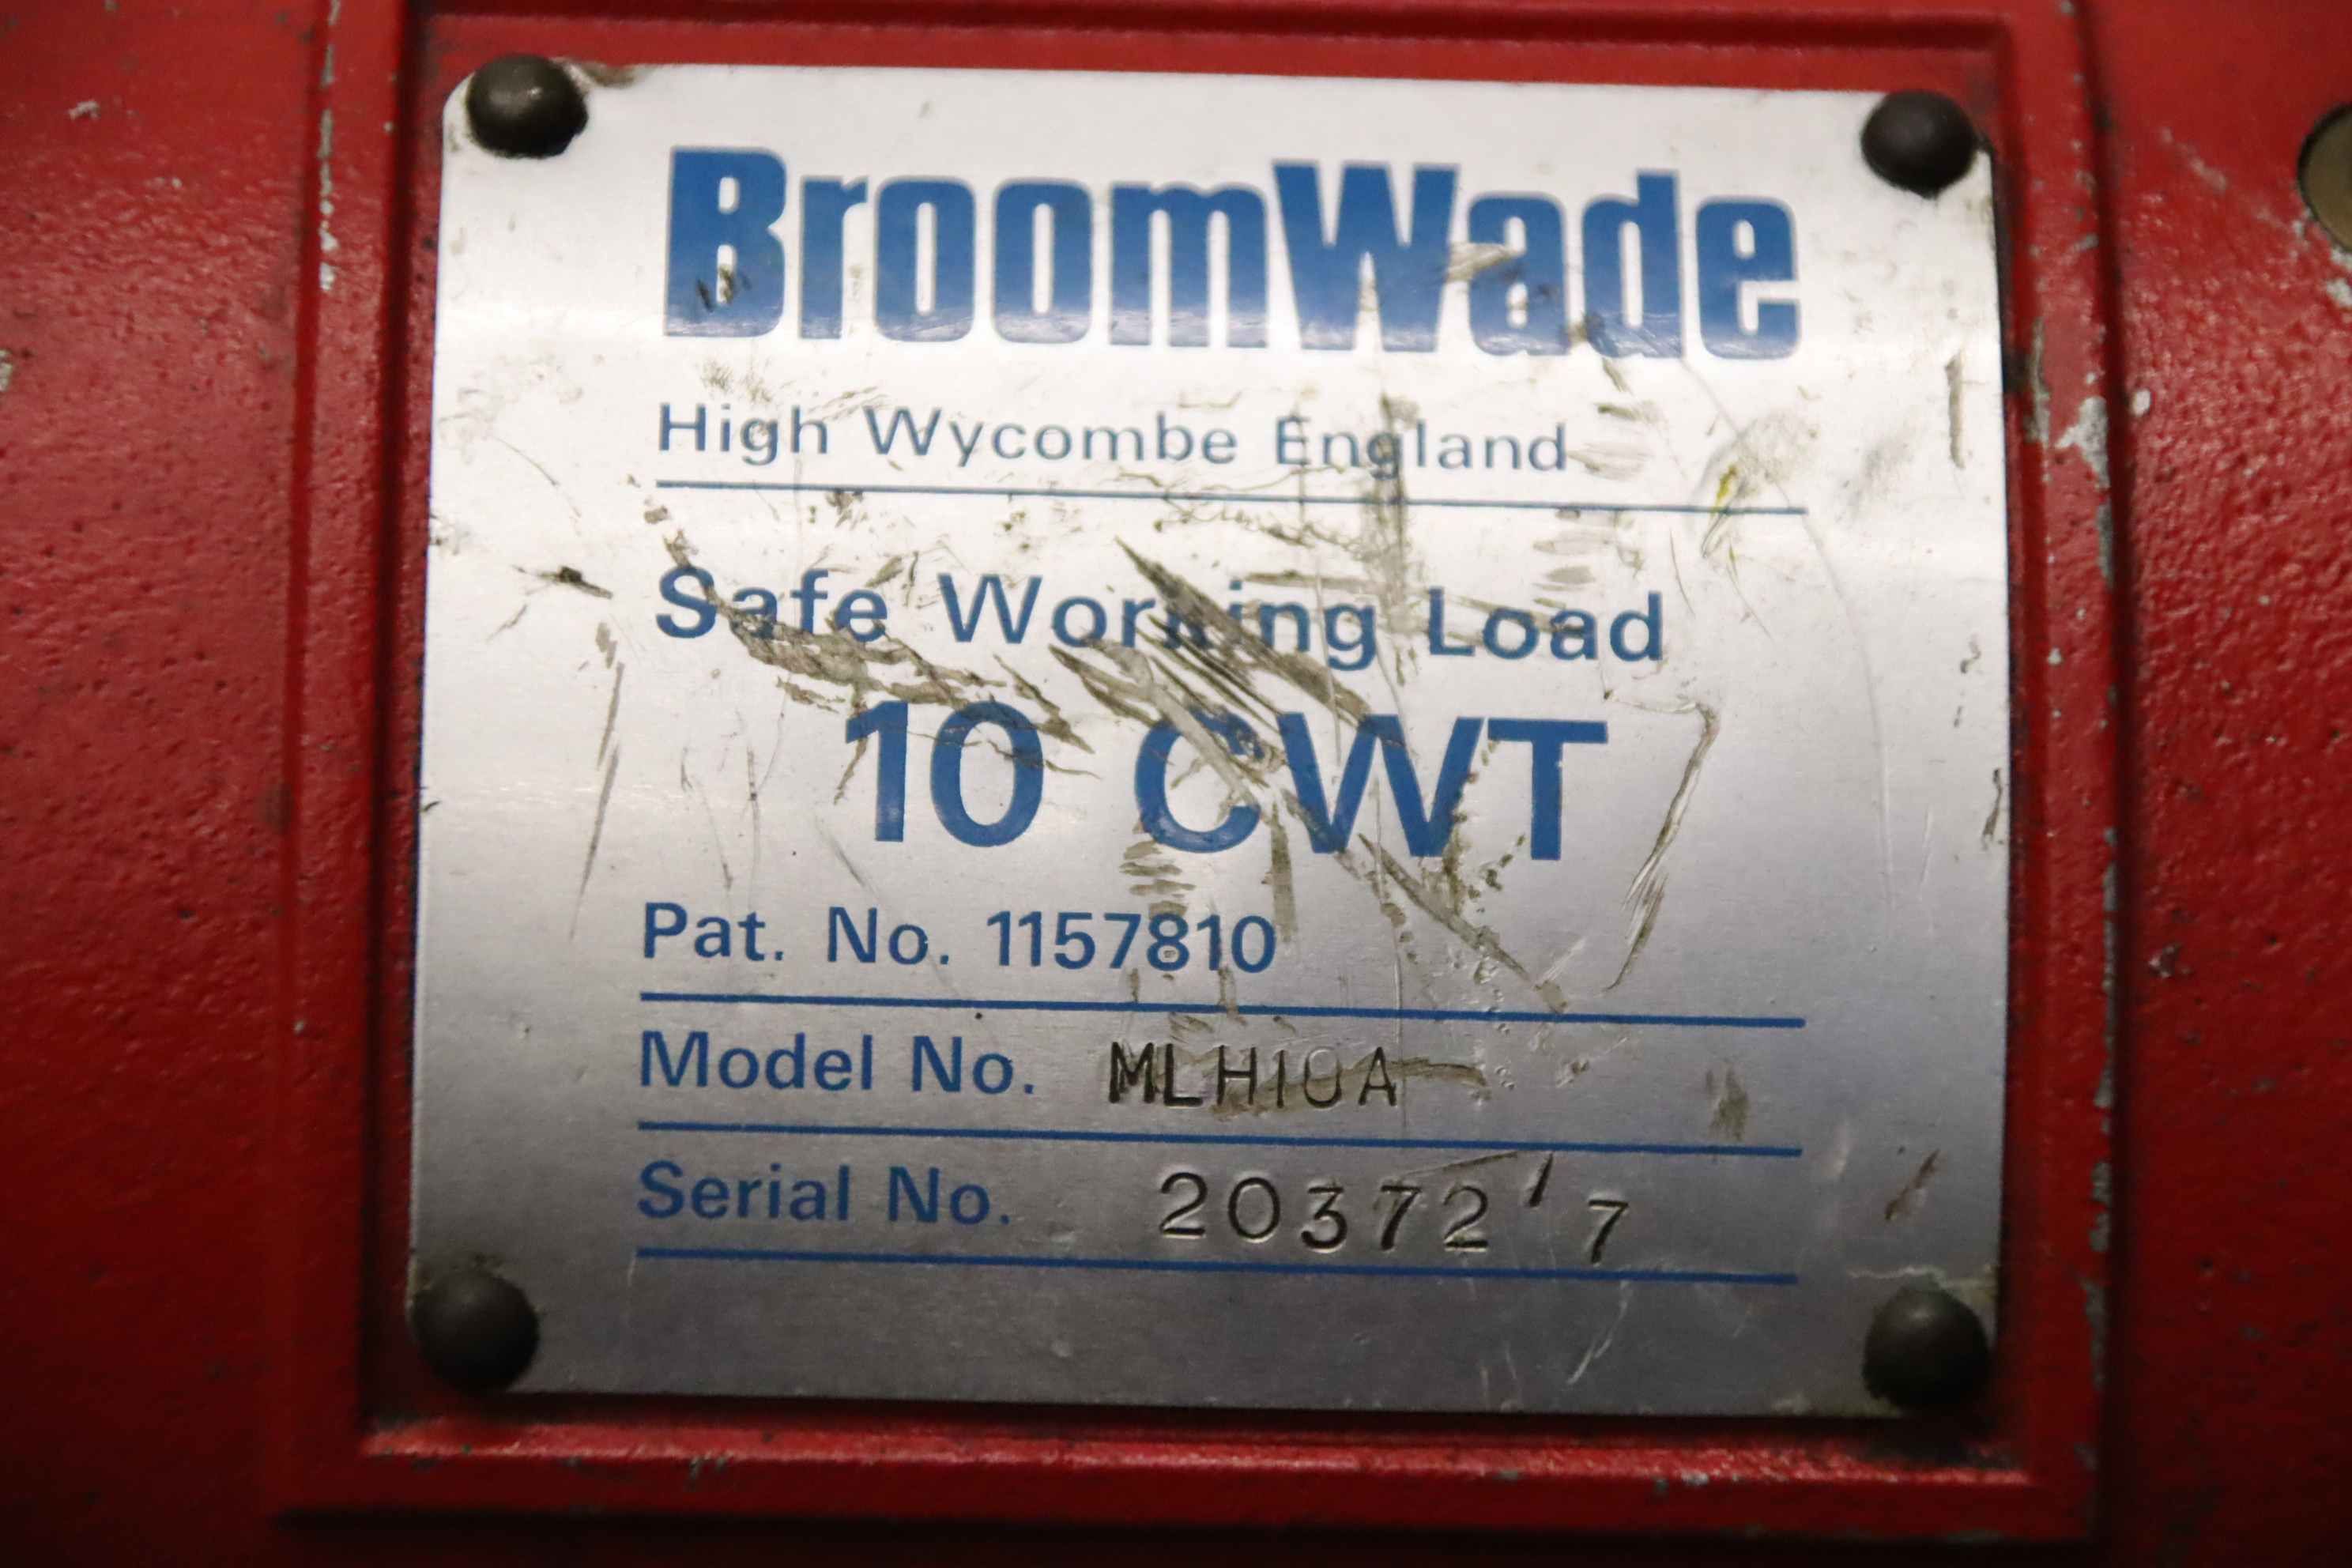 BroomWade
High Wycombe England
Safe Working Load
10 CWT
Pat. No. 1157810
Model No. MLH10A
Serial No. 20372'7